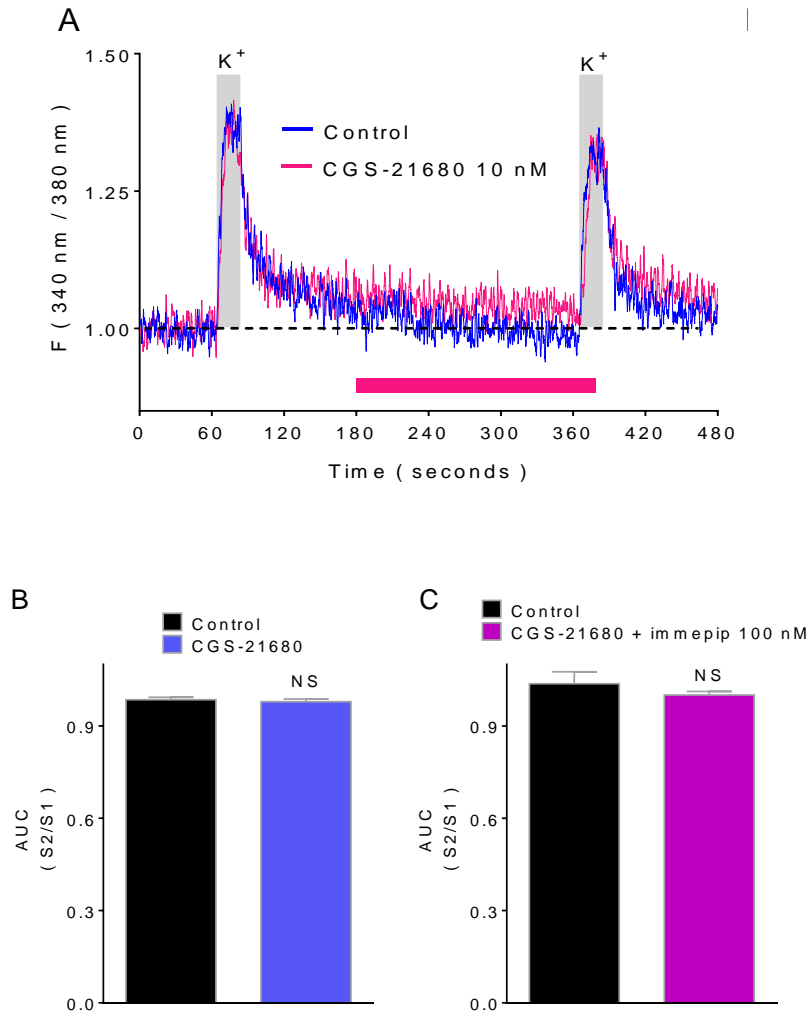 A
K+ K+
1.50
Control
CGS-21680 10 nM
1.25
1.00
F ( 340 nm / 380 nm )
0 60 120 180 240 300 360 420 480
Time ( seconds )
B
Control
CGS-21680
NS
0.9
0.6
0.3
0.0
AUC
( S2/S1 )
C
Control
CGS-21680 + immepip 100 nM
NS
0.9
0.6
0.3
0.0
AUC
( S2/S1 )